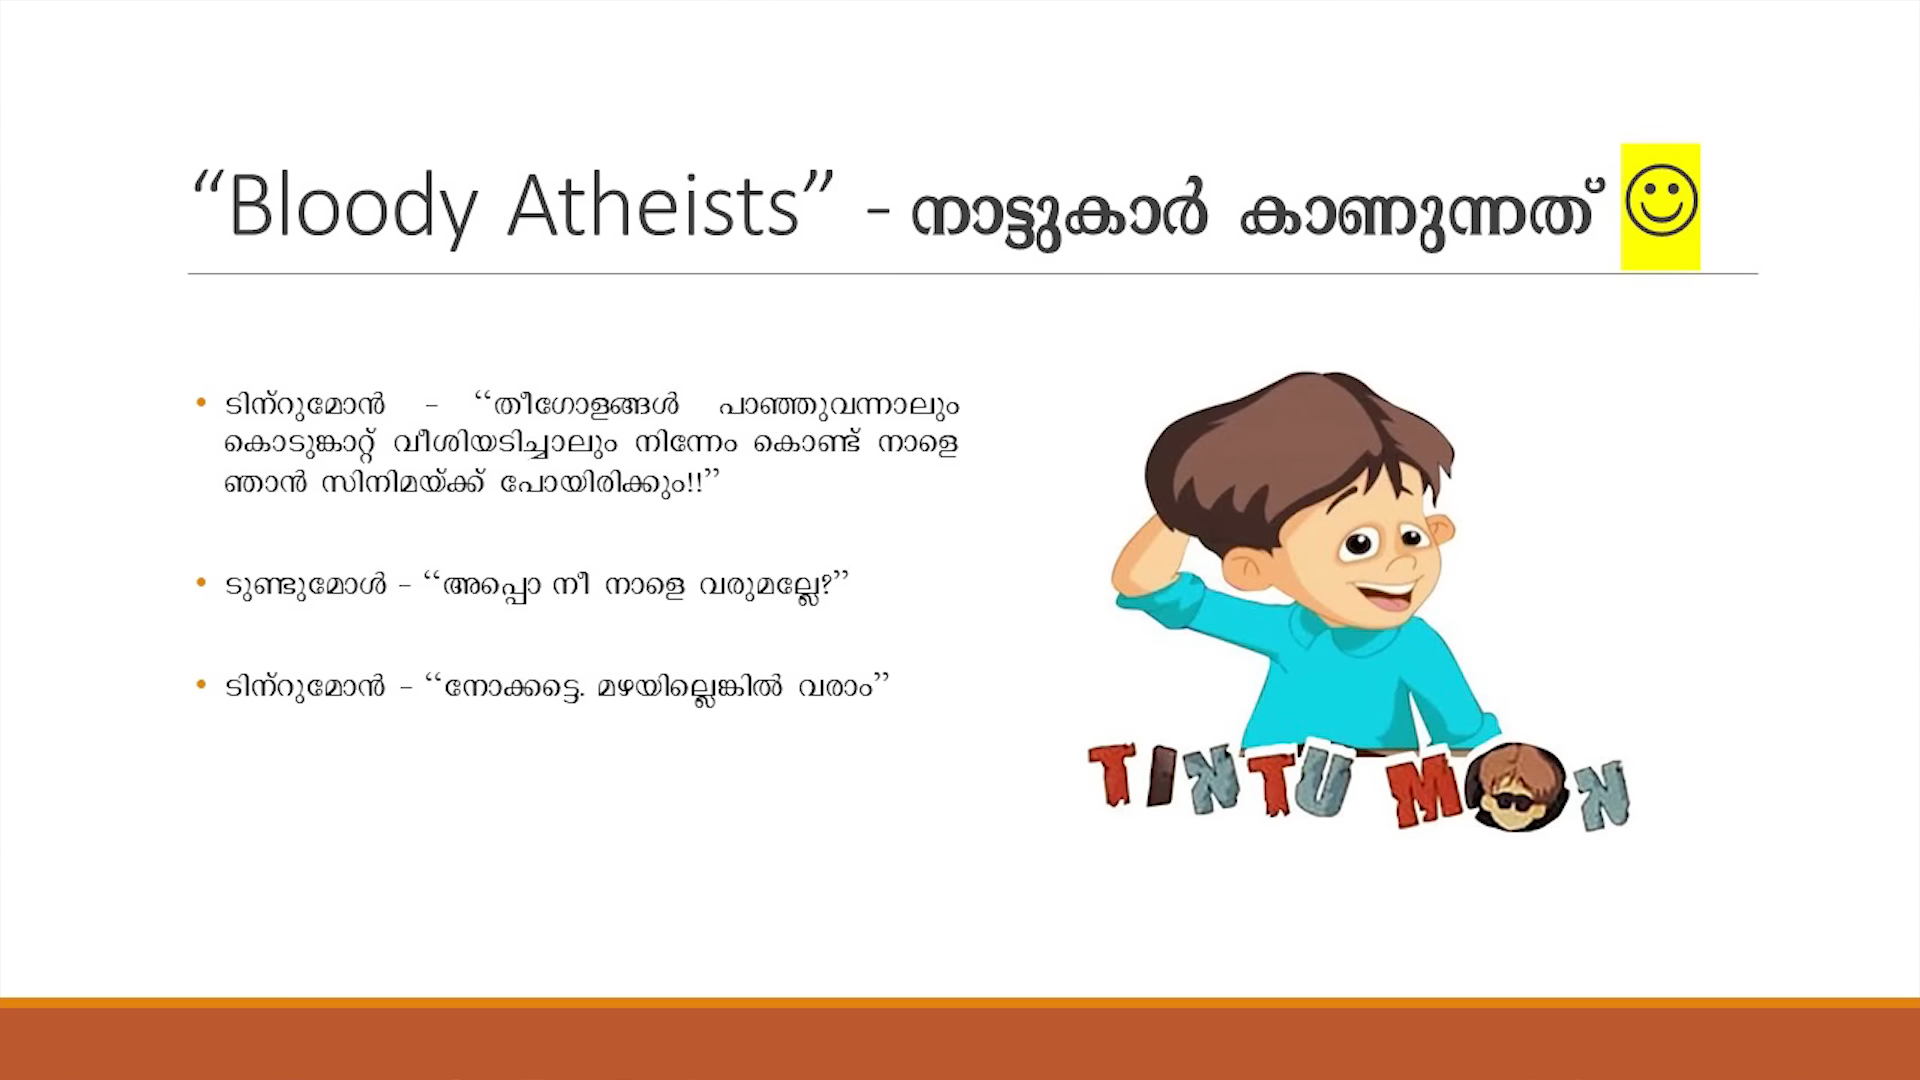 “Bloody Atheists” - നാട്ടുകാർ കാണുന്നത്
• ടിന്റുമോൻ – “തീഗോളങ്ങൾ പാഞ്ഞുവന്നാലും
കൊടുങ്കാറ്റ് വീശിയടിച്ചാലും നിന്നേം കൊണ്ട് നാളെ
ഞാൻ സിനിമയ്ക്ക് പോയിരിക്കും!!”
• ടുണ്ടുമോൾ – “അപ്പൊ നീ നാളെ വരുമല്ലേ?”
• ടിന്റുമോൻ – “നോക്കട്ടെ. മഴയില്ലെങ്കിൽ വരാം”
TINTU MON